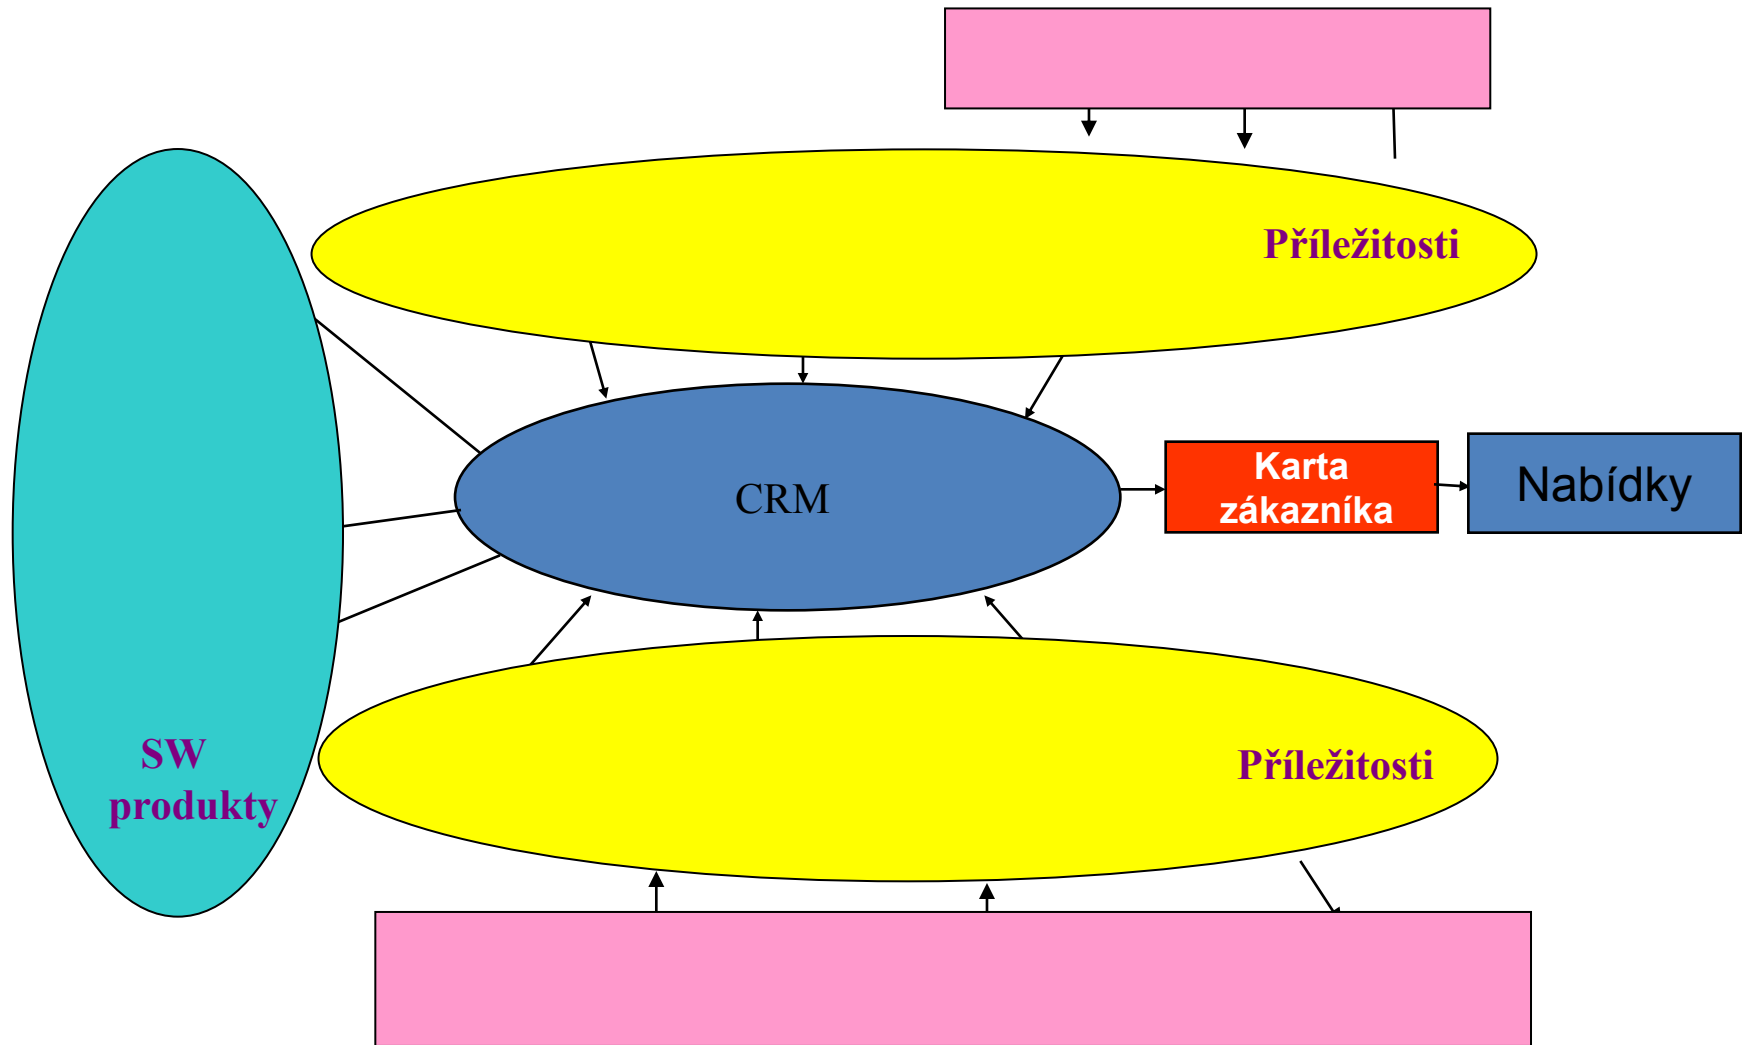 Příležitosti
CRM
Karta
zákazníka
Nabídky
SW
produkty
Příležitosti